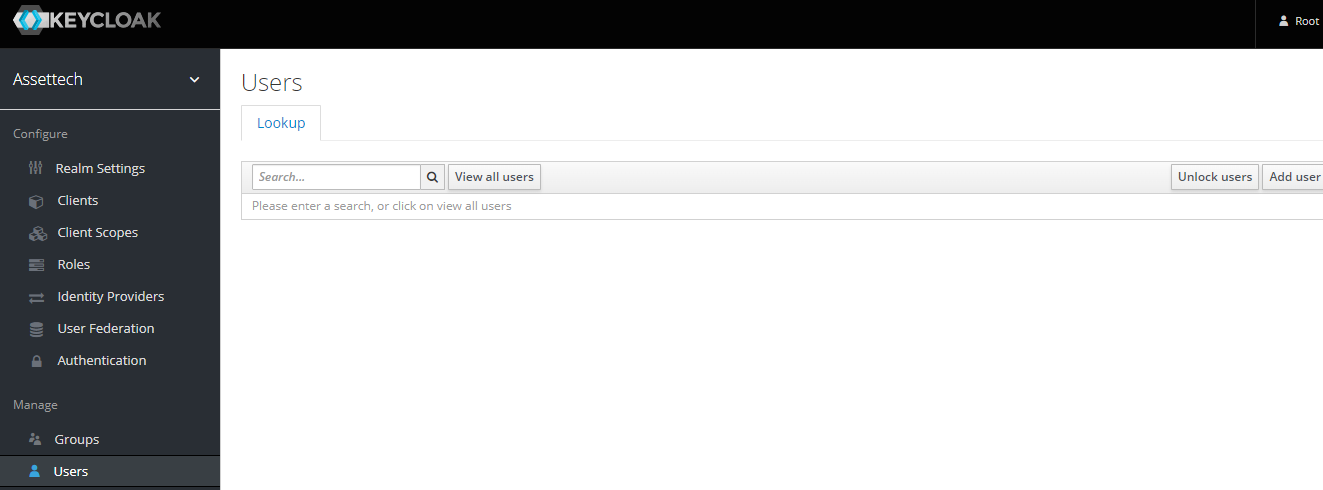 KEYCLOAK
Root
Assettech
Users
Lookup
Configure
Realm Settings
Search...
View all users
Unlock users
Add user
Clients
Please enter a search, or click on view all users
Client Scopes
Roles
Identity Providers
User Federation
Authentication
Manage
Groups
Users